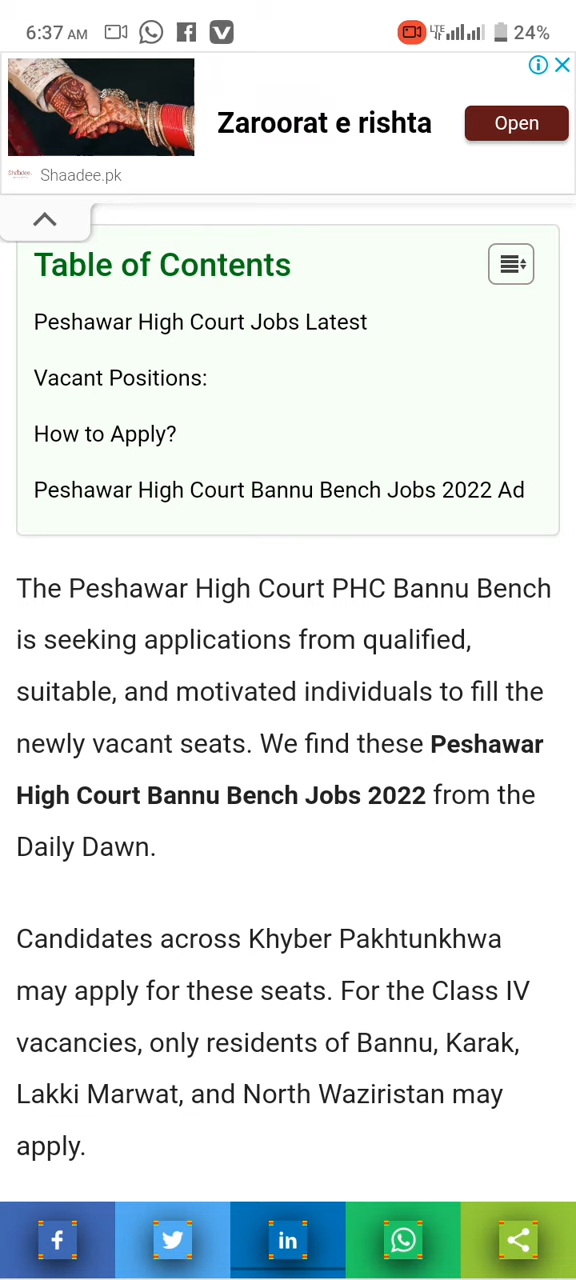 6:37 AM LTE 24%
Zaroorat e rishta
Open
Shaadee.pk
Table of Contents
Peshawar High Court Jobs Latest
Vacant Positions:
How to Apply?
Peshawar High Court Bannu Bench Jobs 2022 Ad
The Peshawar High Court PHC Bannu Bench
is seeking applications from qualified,
suitable, and motivated individuals to fill the
newly vacant seats. We find these Peshawar
High Court Bannu Bench Jobs 2022 from the
Daily Dawn.
Candidates across Khyber Pakhtunkhwa
may apply for these seats. For the Class IV
vacancies, only residents of Bannu, Karak,
Lakki Marwat, and North Waziristan may
apply.